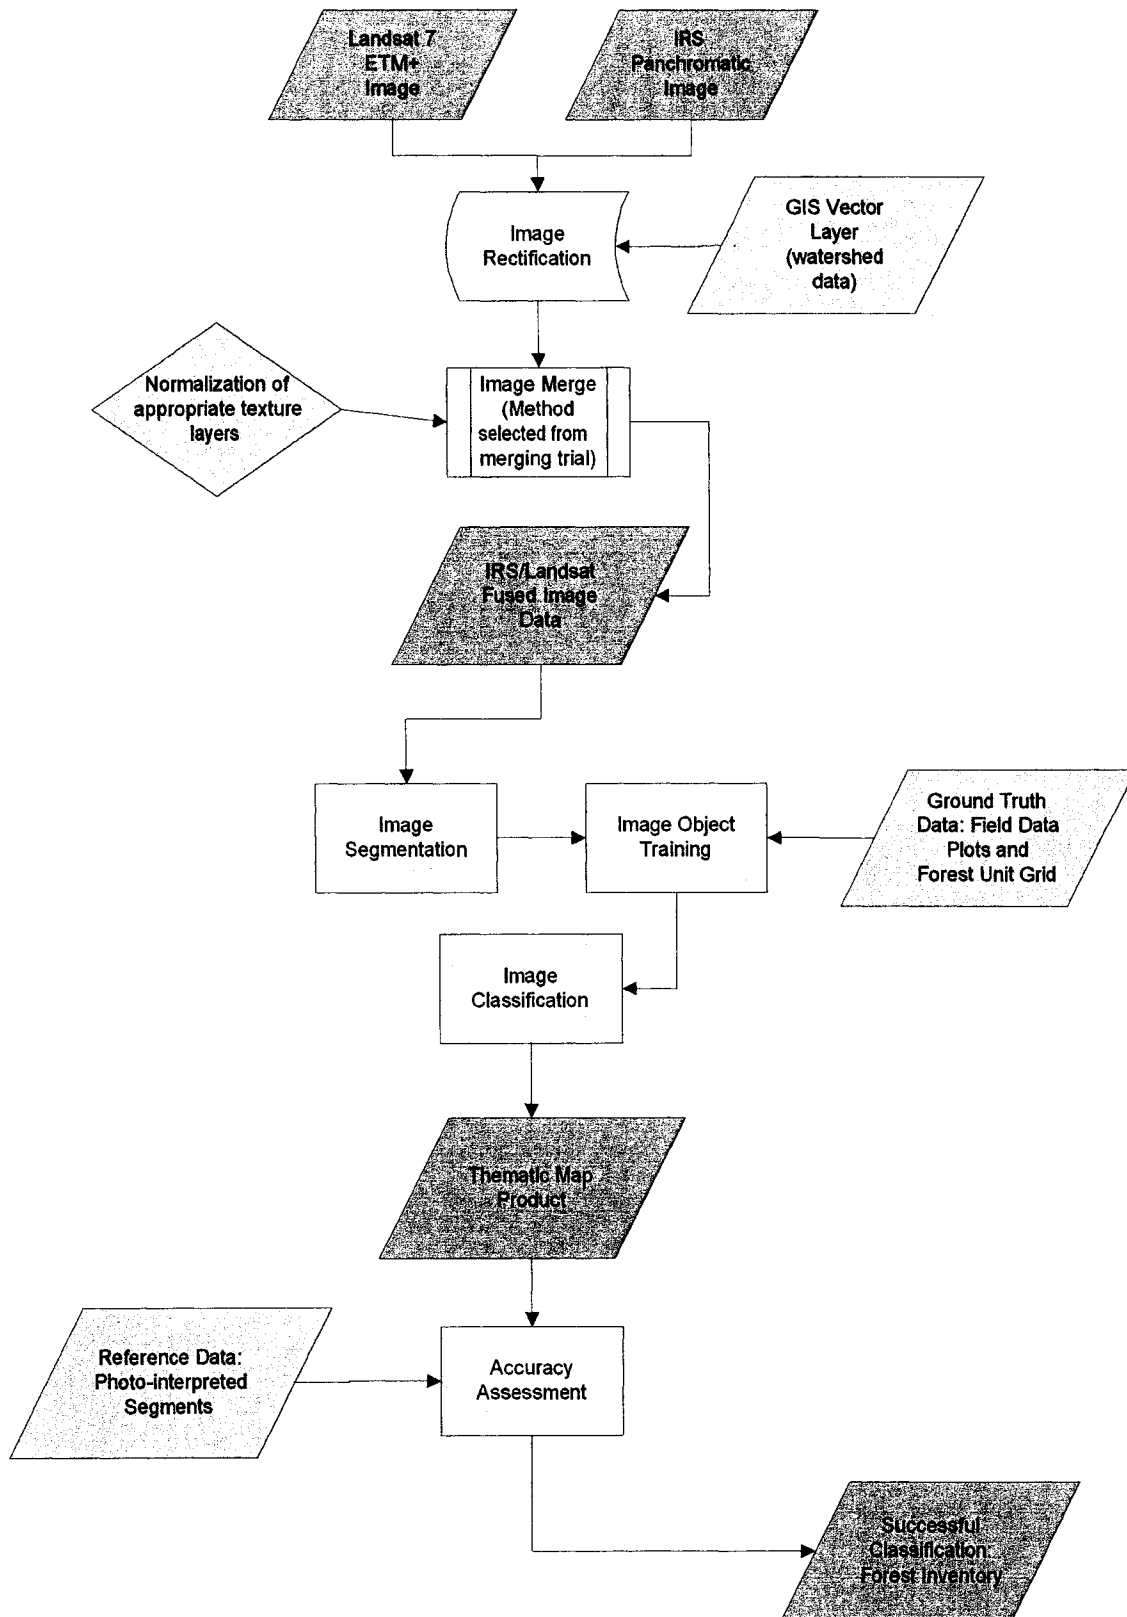 Landsat 7
ETM+
Image
IRS
Panchromatic
Image
Image
Rectification
GIS Vector
Layer
(watershed
data)
Normalization of
appropriate texture
layers
Image Merge
(Method
selected from
merging trial)
IRS/Landsat
Fused Image
Data
Image
Segmentation
Image Object
Training
Ground Truth
Data: Field Data
Plots and
Forest Unit Grid
Image
Classification
Thematic Map
Product
Reference Data:
Photo-interpreted
Segments
Accuracy
Assessment
Successful
Classification:
Forest Inventory